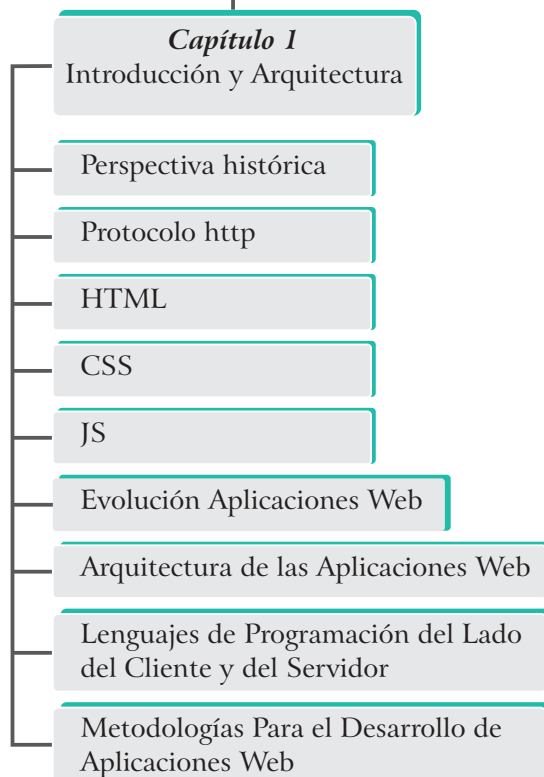 Capítulo 1
Introducción y Arquitectura
Perspectiva histórica
Protocolo http
HTML
CSS
JS
Evolución Aplicaciones Web
Arquitectura de las Aplicaciones Web
Lenguajes de Programación del Lado
del Cliente y del Servidor
Metodologías Para el Desarrollo de
Aplicaciones Web